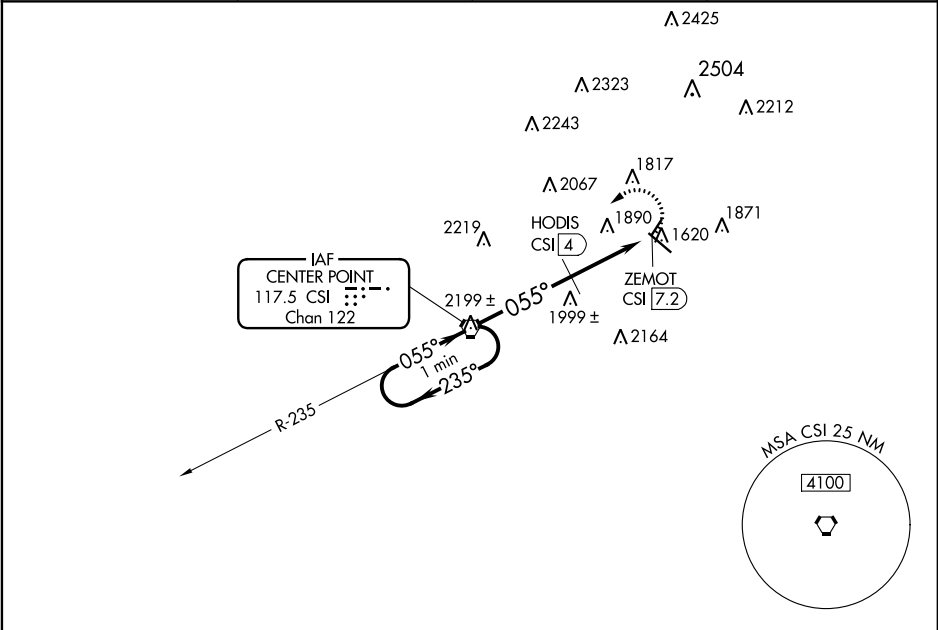 2425
2504
2323
2212
2243
1817
2067
1871
HODIS
1890
2219
CSI 4
1620
IAF
CENTER POINT
117.5 CSI
Chan 122
ZEMOT
CSI 7.2
2199 ±
055°
1999 ±
2164
055°
1 min
235°
R-235
MSA CSI 25 NM
4100